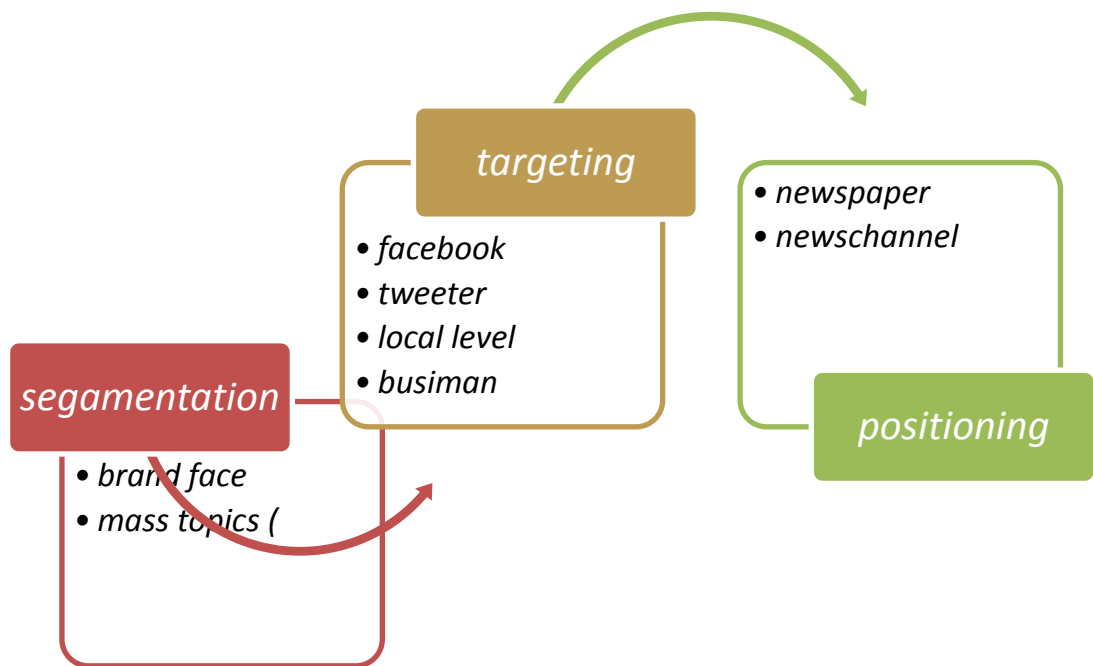 segamentation
• brand face
• mass topics (
targeting
• facebook
• tweeter
• local level
• busiman
• newspaper
• newschannel
positioning